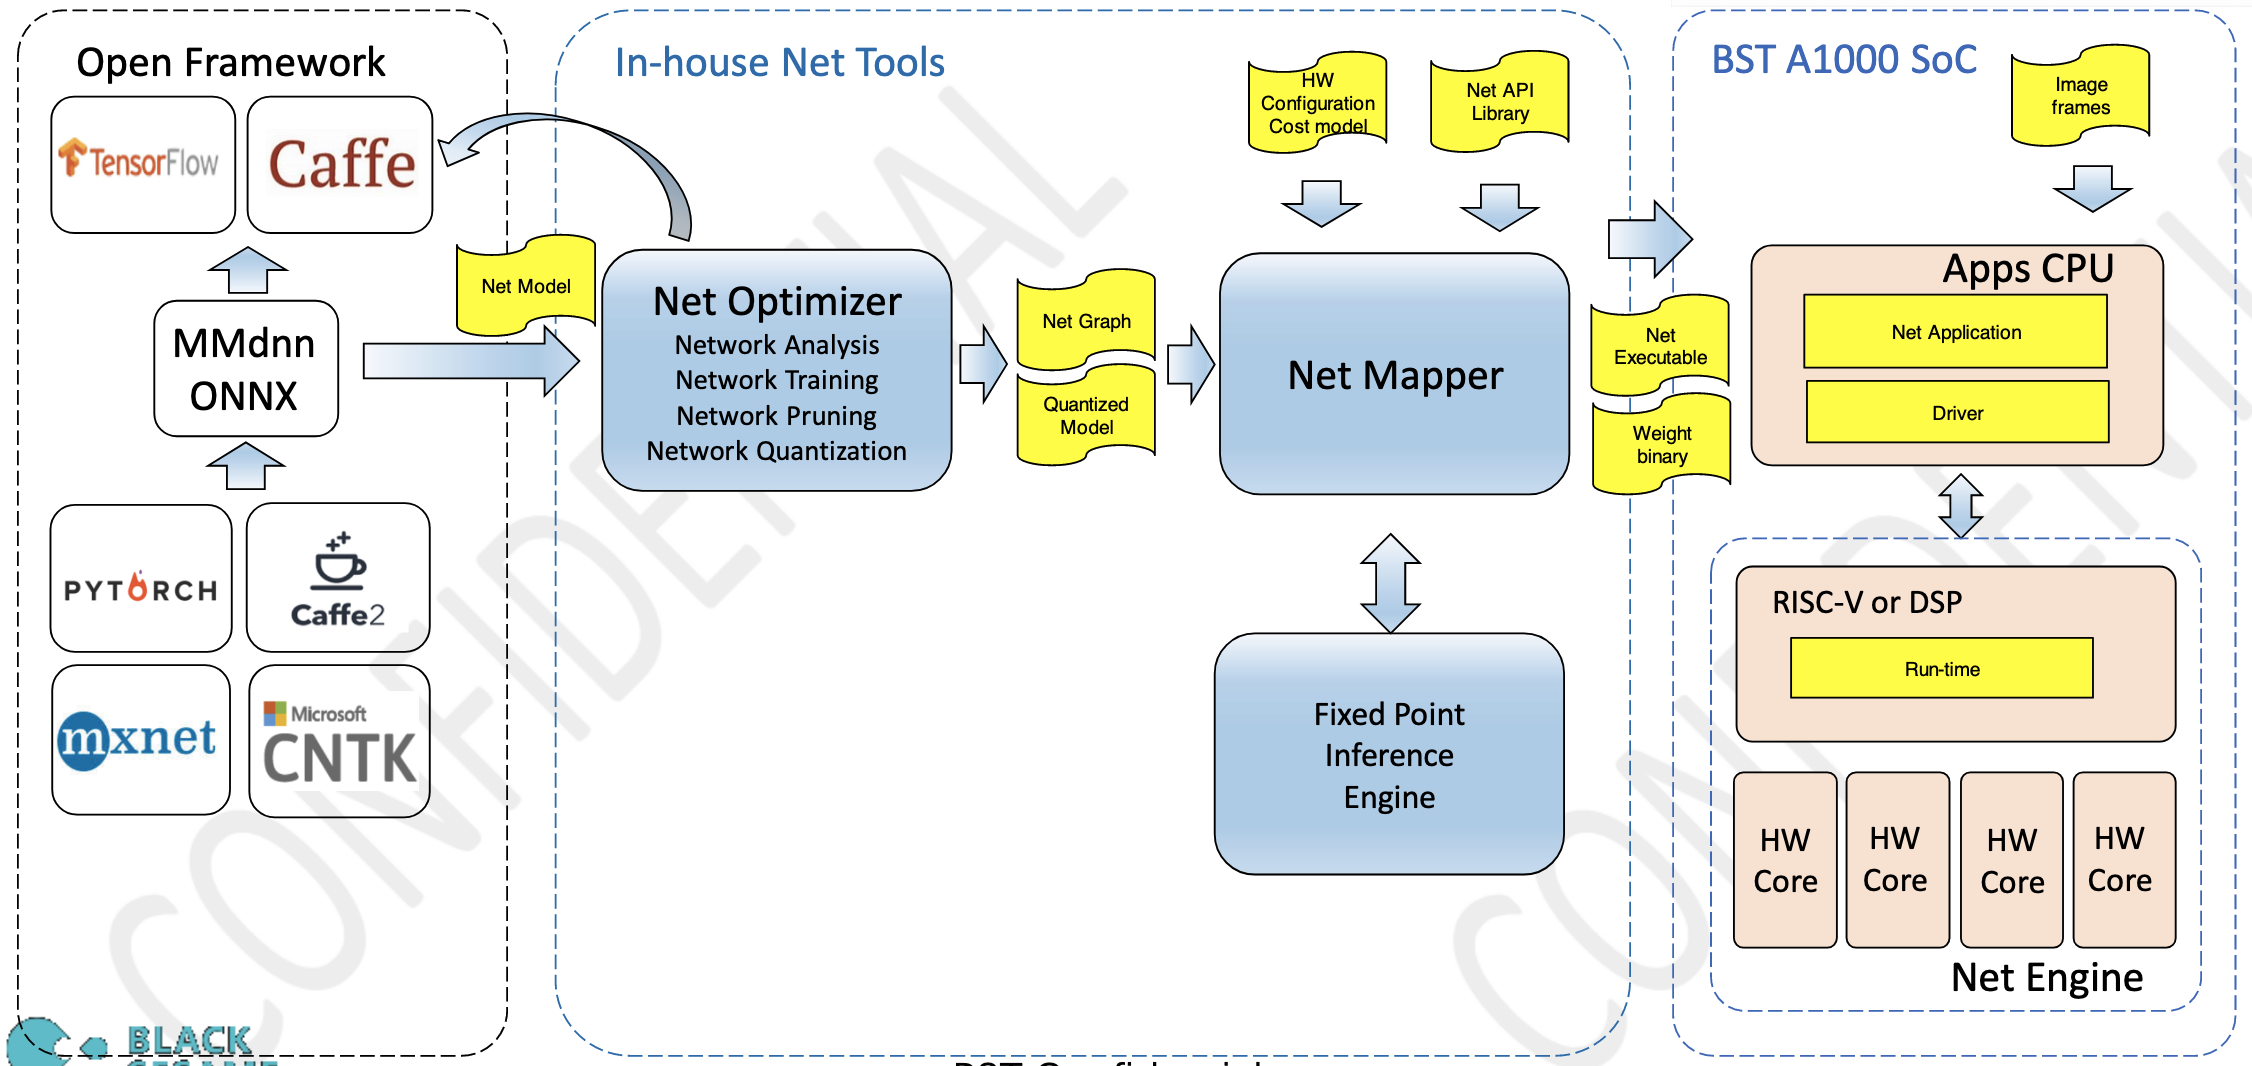 Open Framework
TensorFlow
Caffe
MMdnn
ONNX
PYTORCH
Caffe2
mxnet
Microsoft
CNTK
BLACK
In-house Net Tools
Net Model
Net Optimizer
Network Analysis
Network Training
Network Pruning
Network Quantization
Net Graph
Quantized
Model
HW
Configuration
Cost model
Net API
Library
Net Mapper
Fixed Point
Inference
Engine
Net
Executable
Weight
binary
BST A1000 SoC
Image
frames
Apps CPU
Net Application
Driver
RISC-V or DSP
Run-time
HW
Core
HW
Core
HW
Core
HW
Core
Net Engine
CONFIDENTIAL